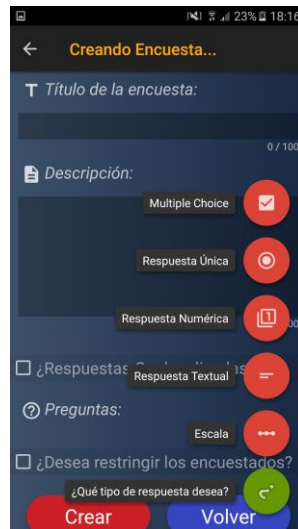 23% 18:16
Creando Encuesta...
Título de la encuesta:
0 / 100
Descripción:
Multiple Choice
Respuesta Única
Respuesta Numérica
¿Respuestas
Respuesta Textual
Preguntas:
Escala
¿Desea restringir los encuestados?
¿Qué tipo de respuesta desea?
Crear Volver